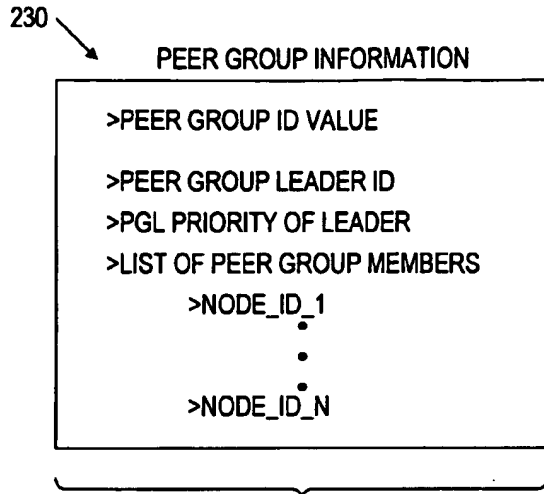 230
PEER GROUP INFORMATION
>PEER GROUP ID VALUE
>PEER GROUP LEADER ID
>PGL PRIORITY OF LEADER
>LIST OF PEER GROUP MEMBERS
>NODE_ID_1
>NODE_ID_N